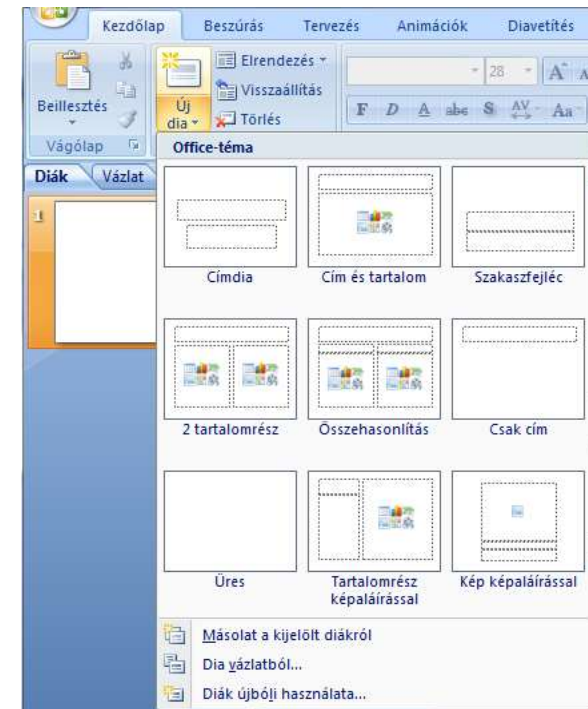 Kezdőlap Beszúrás Tervezés Animációk Diavetítés
Beillesztés
Új dia
Elrendezés
Visszaállítás
Törlés
28
A A
F D A abc S AV Aa
Vágólap
Office-téma
Diák Vázlat
1
Címdia Cím és tartalom Szakaszfejléc
2 tartalomrész Összehasonlítás Csak cím
Üres Tartalomrész képaláírással Kép képaláírással
Másolat a kijelölt diákról
Dia vázlatból...
Diák újbóli használata...